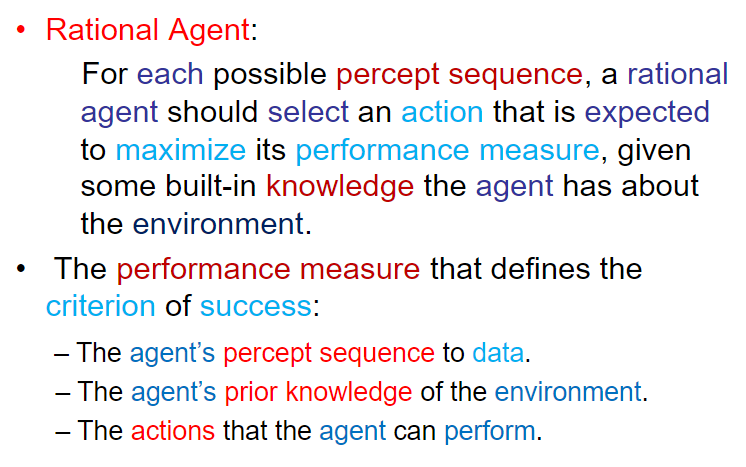 • Rational Agent:
For each possible percept sequence, a rational
agent should select an action that is expected
to maximize its performance measure, given
some built-in knowledge the agent has about
the environment.
• The performance measure that defines the
criterion of success:
– The agent's percept sequence to data.
– The agent's prior knowledge of the environment.
– The actions that the agent can perform.